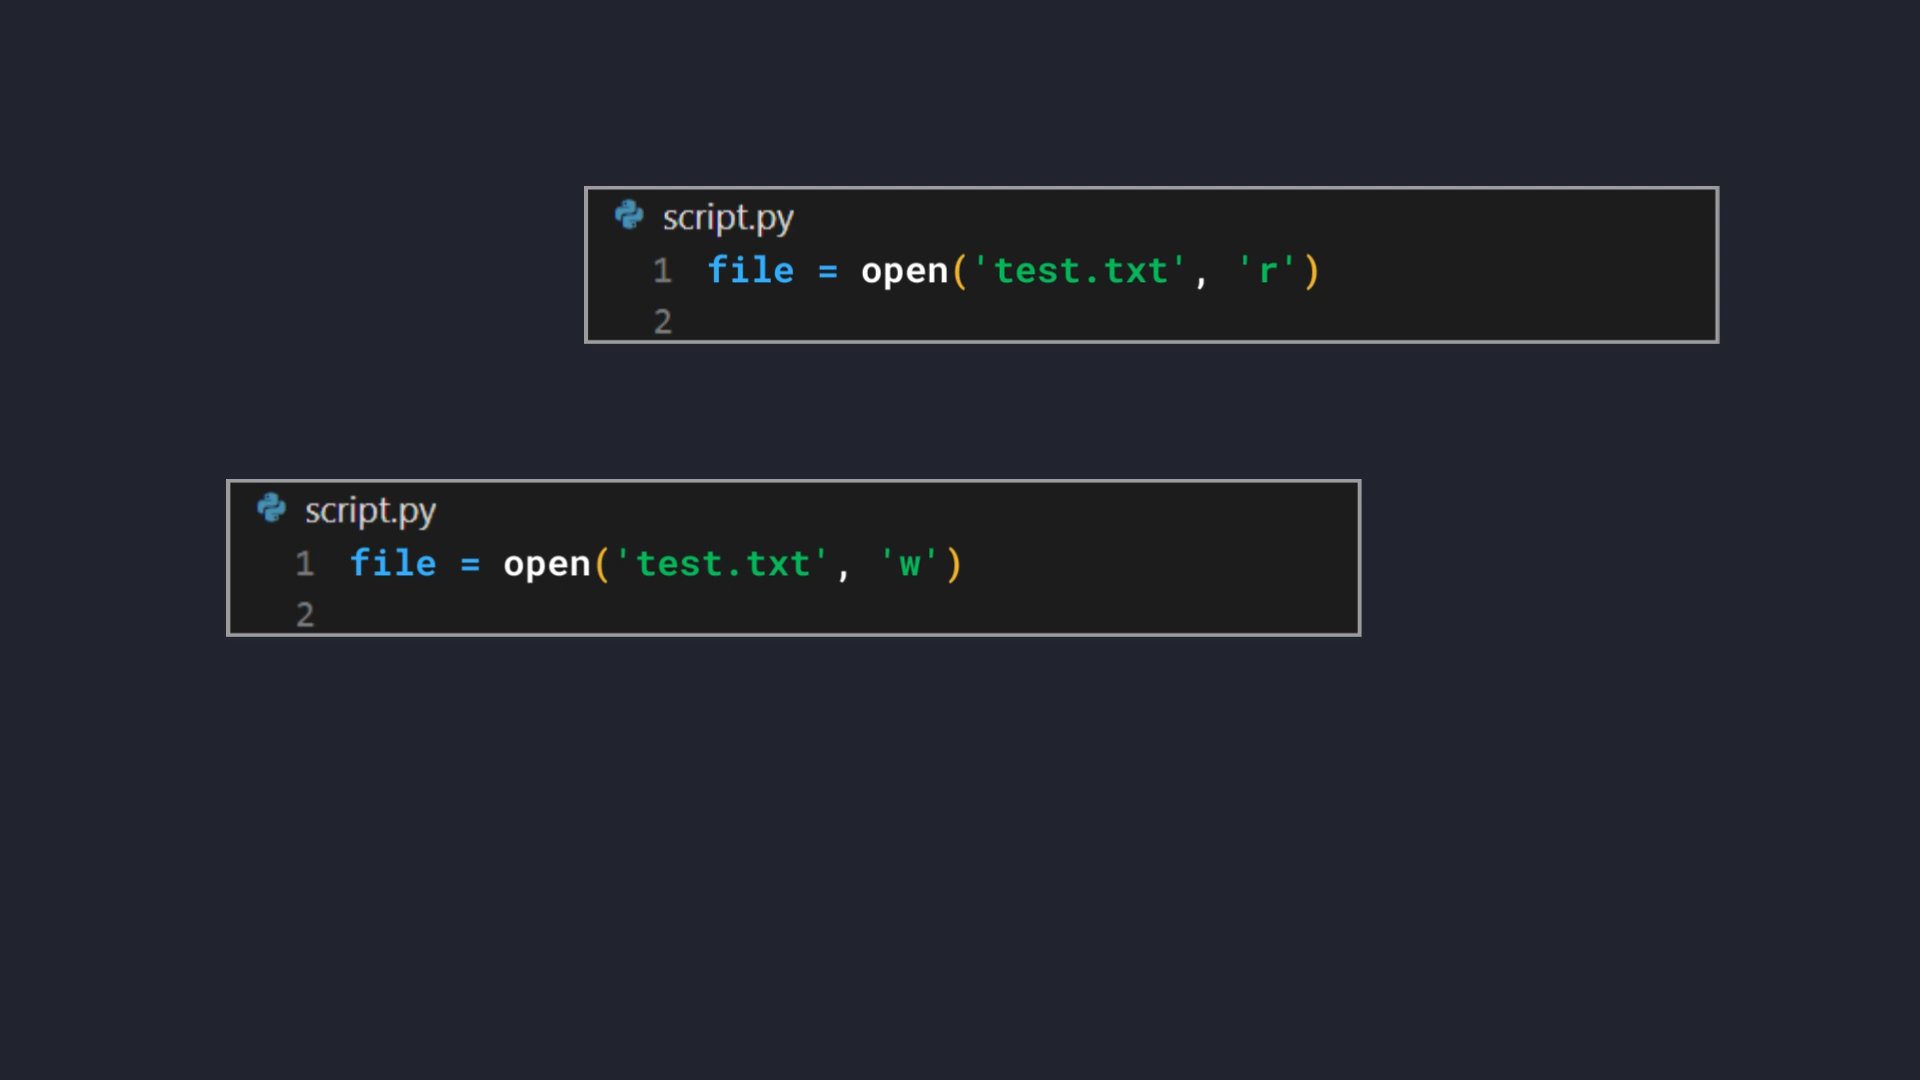 script.py
1 file = open('test.txt', 'r')
2
script.py
1 file = open('test.txt', 'w')
2